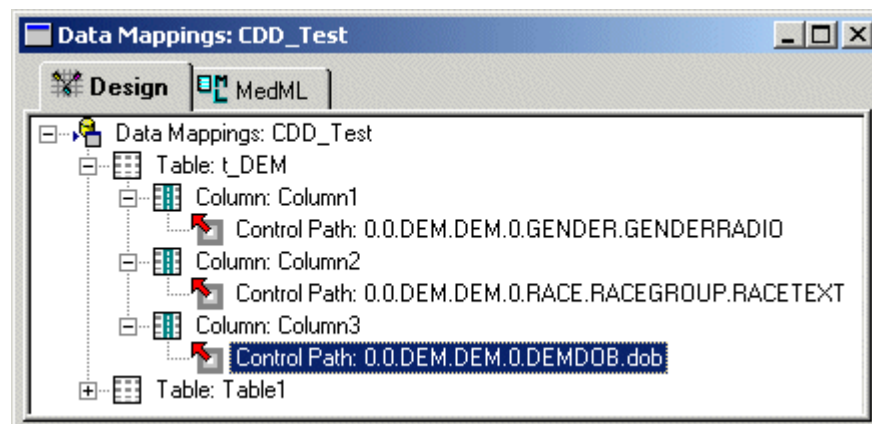 Data Mappings: CDD_Test
Design MedML
Data Mappings: CDD_Test
Table: t_DEM
Column: Column1
Control Path: 0.0.DEM.DEM.0.GENDER.GENDERRADIO
Column: Column2
Control Path: 0.0.DEM.DEM.0.RACE.RACEGROUP.RACETEXT
Column: Column3
Control Path: 0.0.DEM.DEM.0.DEMDOB.dob
Table: Table1